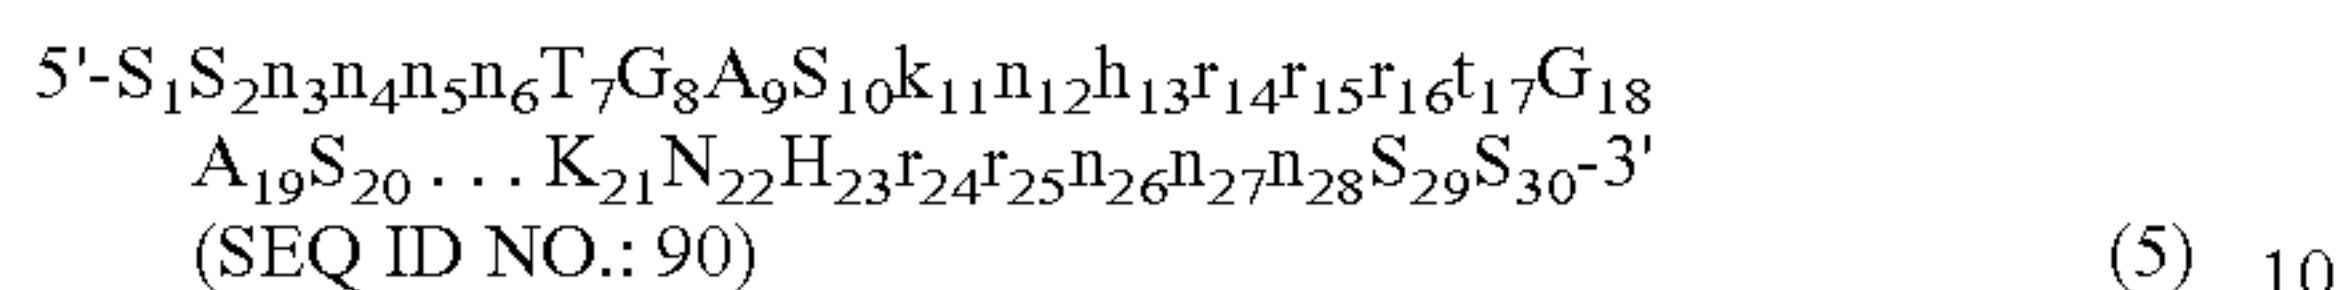 5'-S₁S₂n₃n₄n₅n₆T₇G₈A₉S₁₀k₁₁n₁₂h₁₃r₁₄r₁₅r₁₆t₁₇G₁₈
A₁₉S₂₀ . . . K₂₁N₂₂H₂₃r₂₄r₂₅n₂₆n₂₇n₂₈S₂₉S₃₀-3'
(SEQ ID NO.: 90) (5) 10